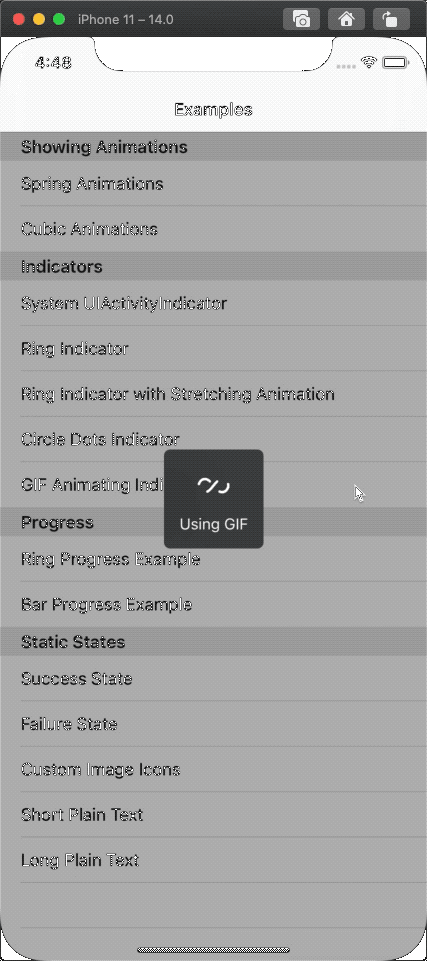 iPhone 11 – 14.0
4:48
Examples
Showing Animations
Spring Animations
Cubic Animations
Indicators
System UIActivityIndicator
Ring Indicator
Ring Indicator with Stretching Animation
Circle Dots Indicator
GIF Animating Indi
Using GIF
Progress
Ring Progress Example
Bar Progress Example
Static States
Success State
Failure State
Custom Image Icons
Short Plain Text
Long Plain Text